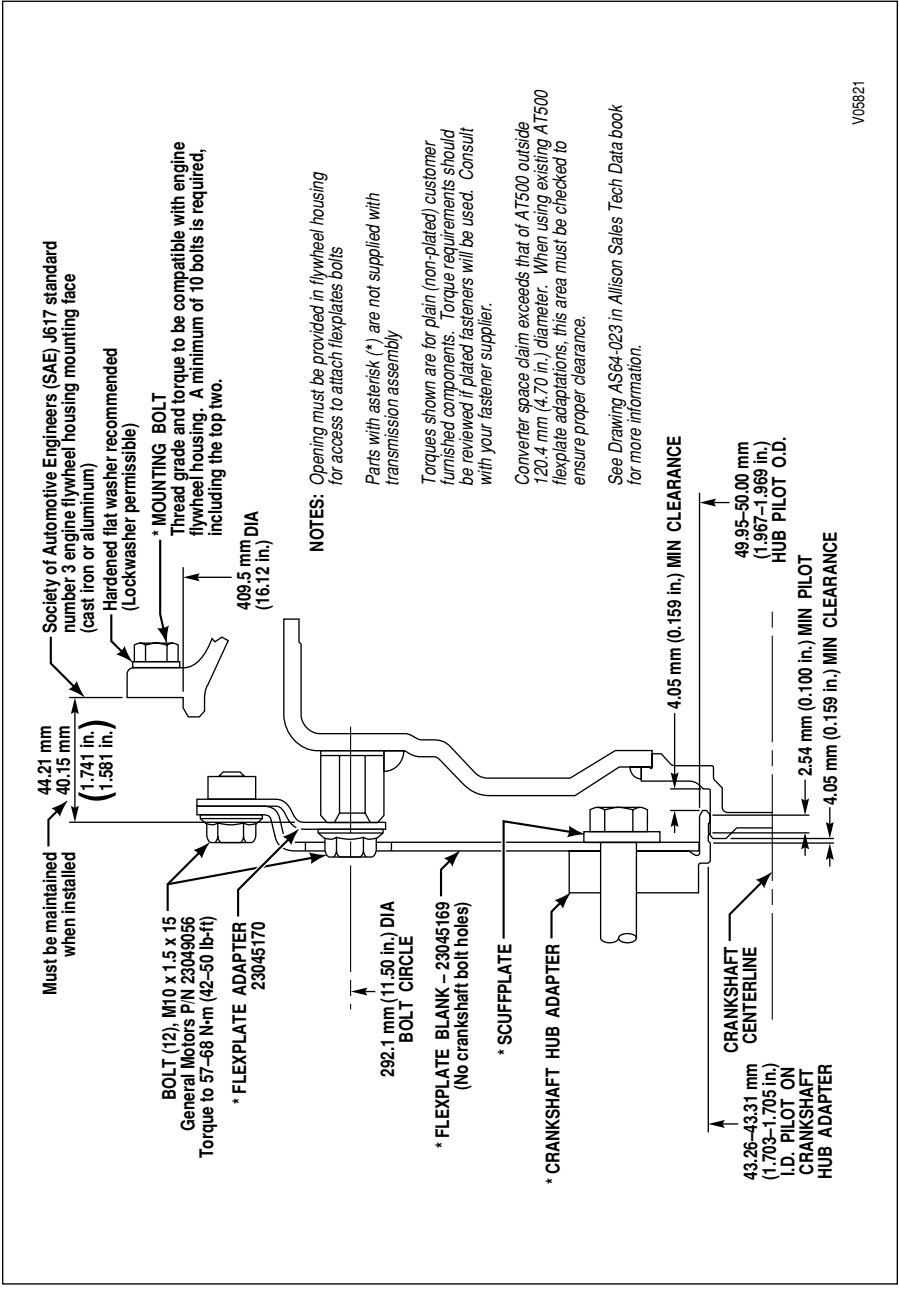 Must be maintained
when installed
44.21 mm
40.15 mm
(1.741 in.
1.581 in.)
Society of Automotive Engineers (SAE) J617 standard
number 3 engine flywheel housing mounting face
(cast iron or aluminum)
Hardened flat washer recommended
(Lockwasher permissible)
* MOUNTING BOLT
Thread grade and torque to be compatible with engine
flywheel housing. A minimum of 10 bolts is required,
including the top two.
409.5 mm DIA
(16.12 in.)
BOLT (12), M10 x 1.5 x 15
General Motors P/N 23049056
Torque to 57–68 N•m (42–50 lb-ft)
* FLEXPLATE ADAPTER
23045170
292.1 mm (11.50 in.) DIA
BOLT CIRCLE
* FLEXPLATE BLANK – 23045169
(No crankshaft bolt holes)
* SCUFFPLATE
* CRANKSHAFT HUB ADAPTER
CRANKSHAFT
CENTERLINE
43.26–43.31 mm
(1.703–1.705 in.)
I.D. PILOT ON
CRANKSHAFT
HUB ADAPTER
4.05 mm (0.159 in.) MIN CLEARANCE
49.95–50.00 mm
(1.967–1.969 in.)
HUB PILOT O.D.
2.54 mm (0.100 in.) MIN PILOT
4.05 mm (0.159 in.) MIN CLEARANCE
NOTES: Opening must be provided in flywheel housing
for access to attach flexplates bolts
Parts with asterisk (*) are not supplied with
transmission assembly
Torques shown are for plain (non-plated) customer
furnished components. Torque requirements should
be reviewed if plated fasteners will be used. Consult
with your fastener supplier.
Converter space claim exceeds that of AT500 outside
120.4 mm (4.70 in.) diameter. When using existing AT500
flexplate adaptations, this area must be checked to
ensure proper clearance.
See Drawing AS64-023 in Allison Sales Tech Data book
for more information.
V05821